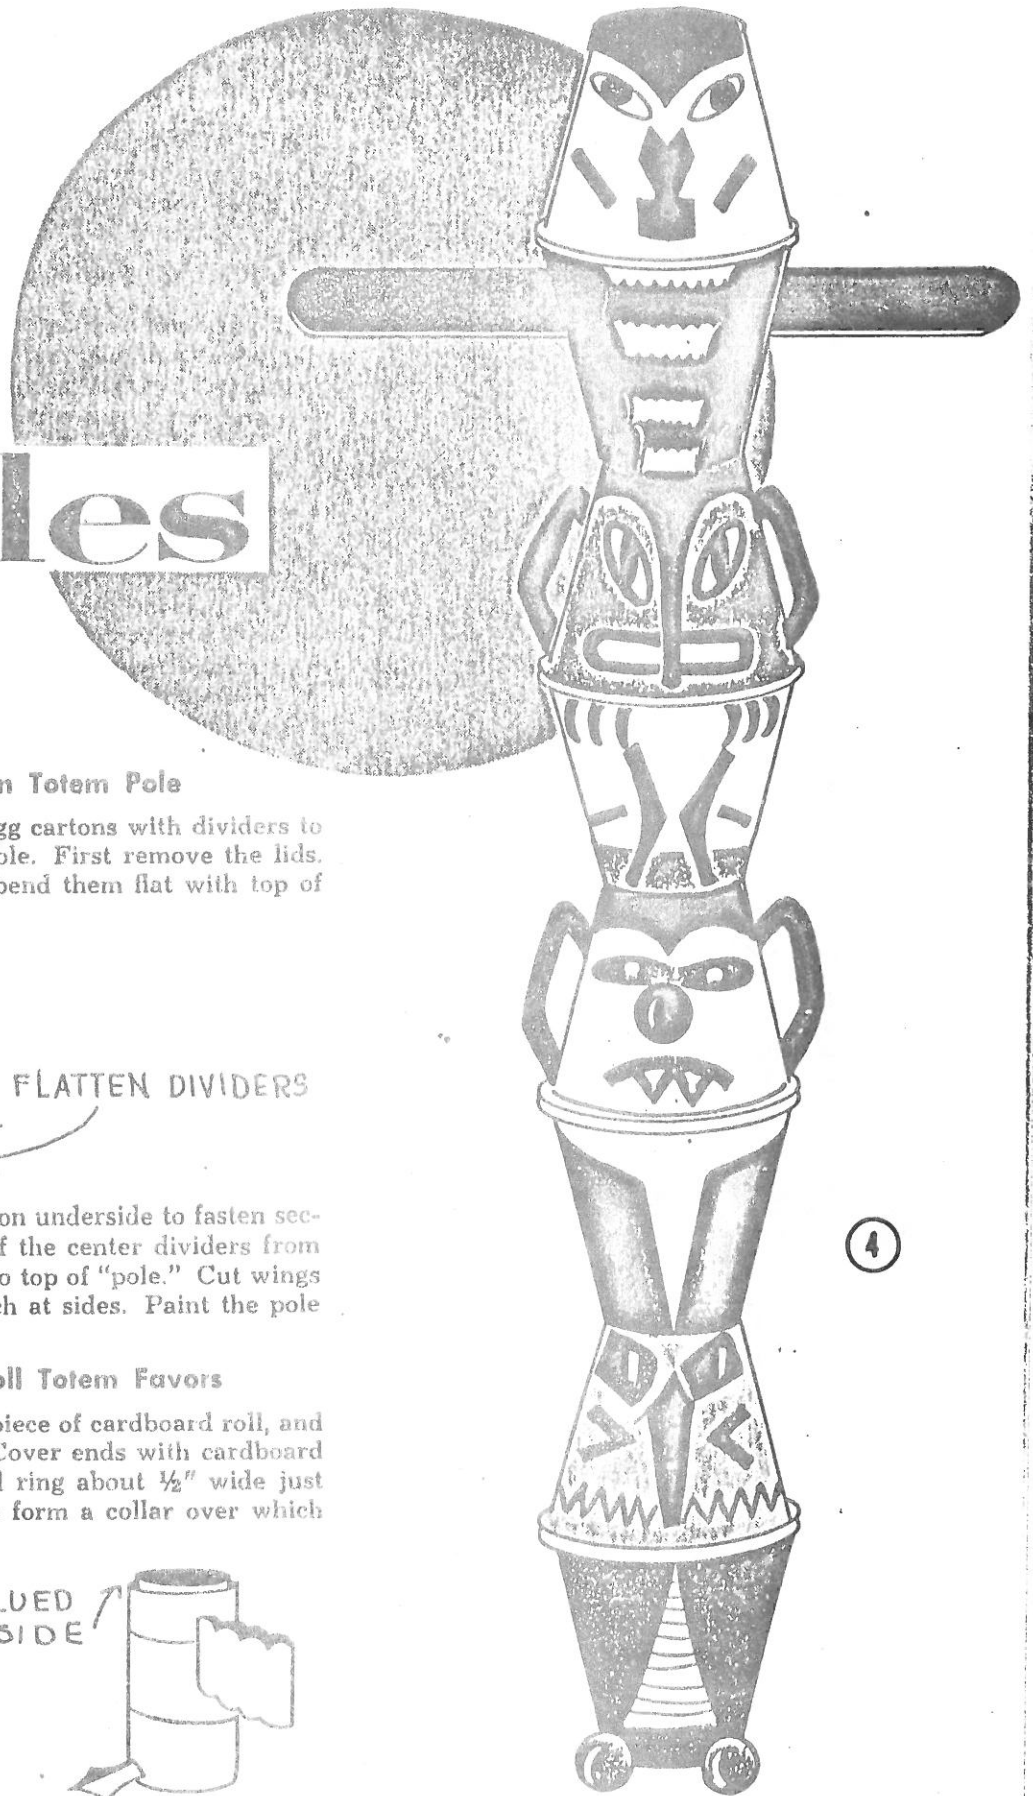 les
n Totem Pole
gg cartons with dividers to
ole. First remove the lids.
bend them flat with top of
FLATTEN DIVIDERS
on underside to fasten sec-
f the center dividers from
o top of "pole." Cut wings
ch at sides. Paint the pole
oll Totem Favors
piece of cardboard roll, and
Cover ends with cardboard
l ring about ½" wide just
form a collar over which
LUED
SIDE
4